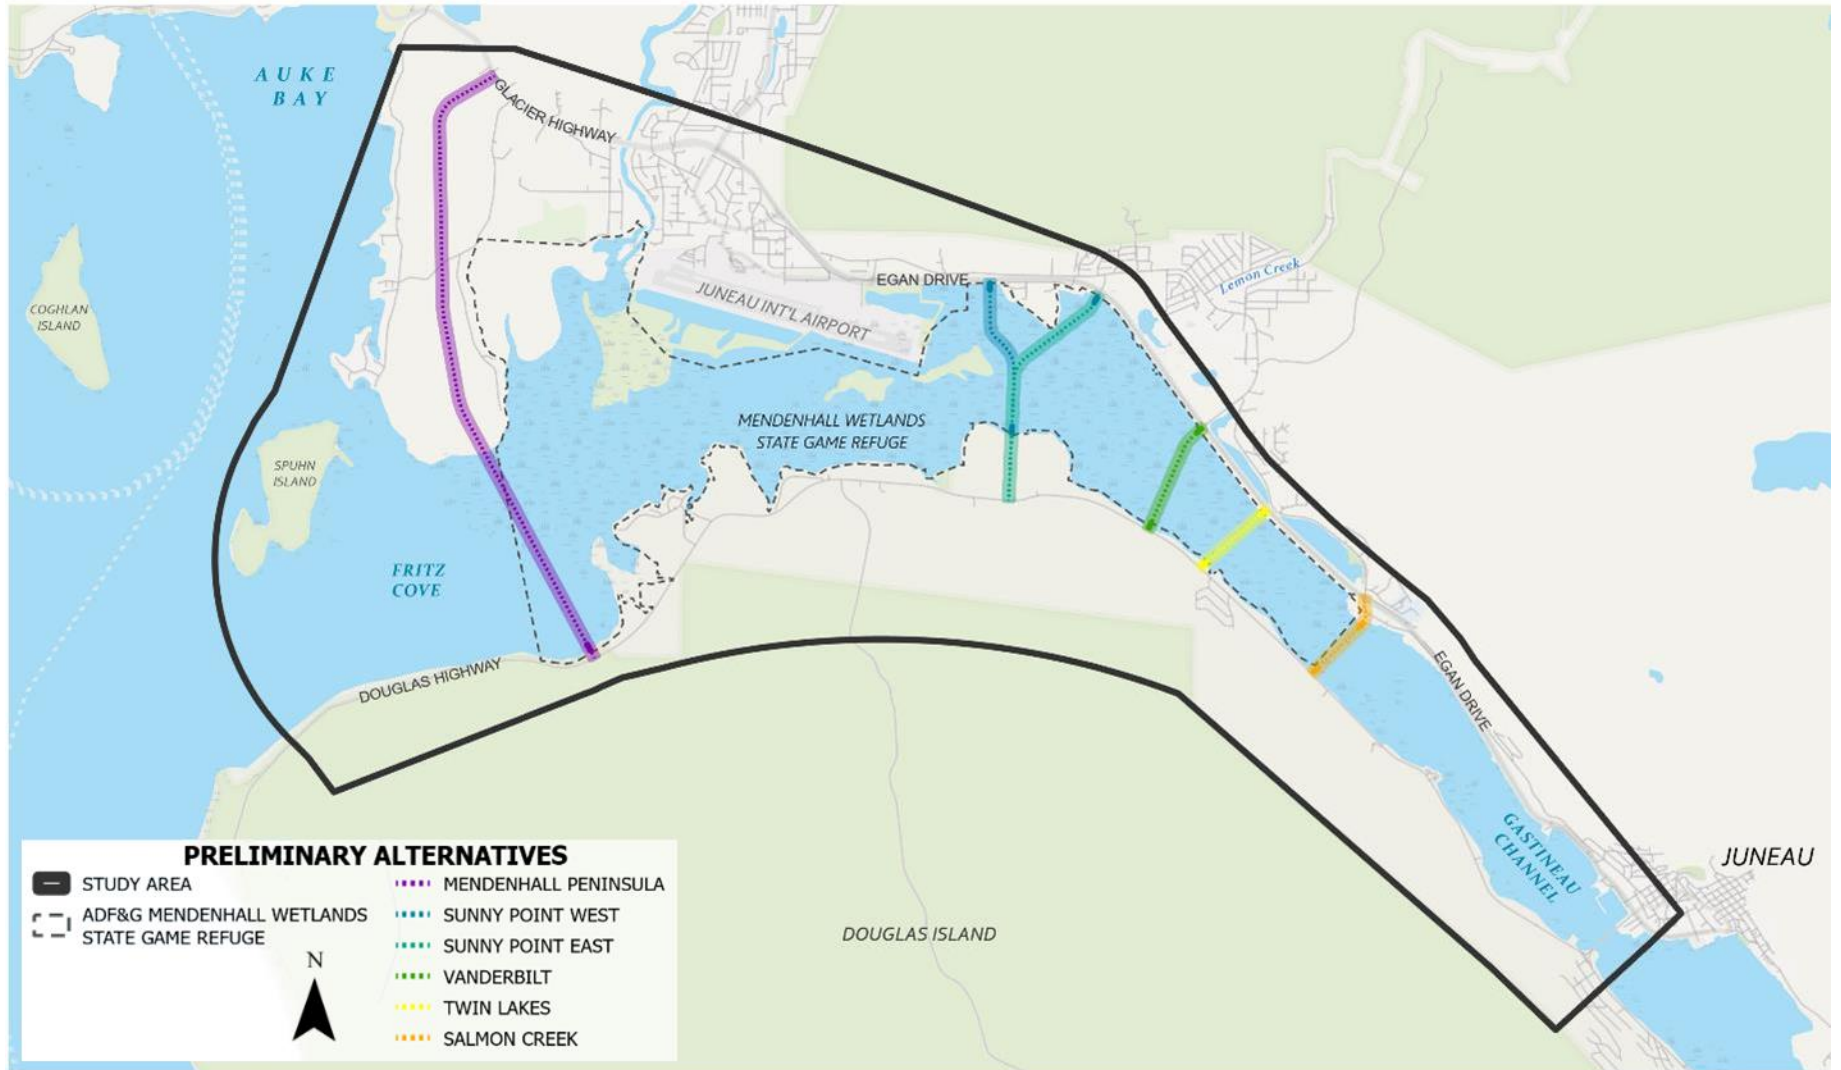 AUKE
BAY
GLACIER HIGHWAY
COGHLAN
ISLAND
EGAN DRIVE
Lemon Creek
JUNEAU INT'L AIRPORT
MENDENHALL WETLANDS
STATE GAME REFUGE
SPUHN
ISLAND
FRITZ
COVE
DOUGLAS HIGHWAY
EGAN DRIVE
GASTINEAU
CHANNEL
JUNEAU
DOUGLAS ISLAND
PRELIMINARY ALTERNATIVES
STUDY AREA
ADF&G MENDENHALL WETLANDS
STATE GAME REFUGE
N
MENDENHALL PENINSULA
SUNNY POINT WEST
SUNNY POINT EAST
VANDERBILT
TWIN LAKES
SALMON CREEK